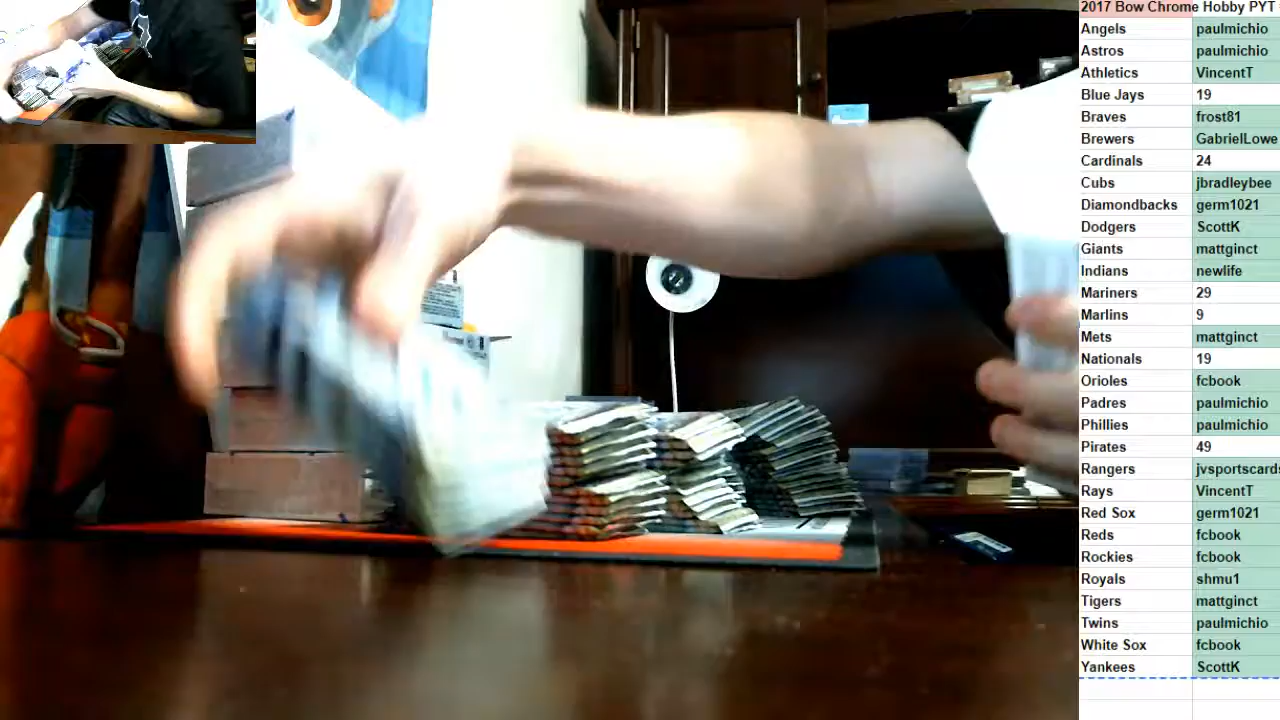 2017 Bow Chrome Hobby PYT
Angels paulmichio
Astros paulmichio
Athletics VincentT
Blue Jays 19
Braves frost81
Brewers GabrielLowe
Cardinals 24
Cubs jbradleybee
Diamondbacks germ1021
Dodgers ScottK
Giants mattginct
Indians newlife
Mariners 29
Marlins 9
Mets mattginct
Nationals 19
Orioles fcbook
Padres paulmichio
Phillies paulmichio
Pirates 49
Rangers jvsportscards
Rays VincentT
Red Sox germ1021
Reds fcbook
Rockies fcbook
Royals shmu1
Tigers mattginct
Twins paulmichio
White Sox fcbook
Yankees ScottK